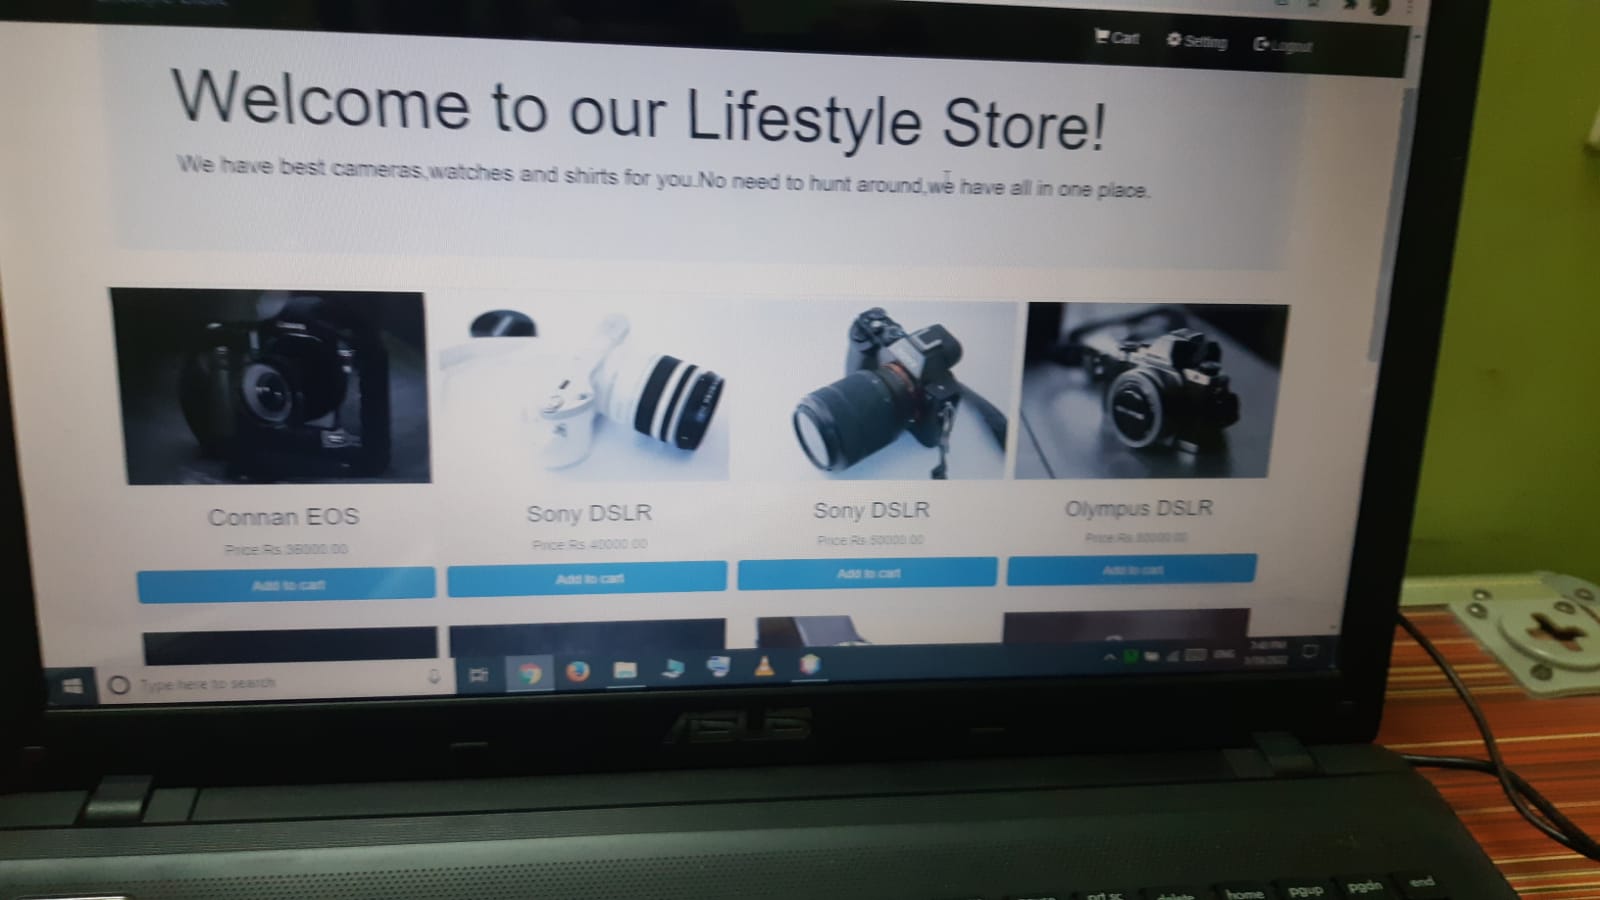 Cart Setting Logout
Welcome to our Lifestyle Store!
We have best cameras,watches and shirts for you.No need to hunt around,we have all in one place.
Connan EOS
Price Rs. 36000.00
Add to cart
Sony DSLR
Price Rs. 40000.00
Add to cart
Sony DSLR
Price Rs. 50000.00
Add to cart
Olympus DSLR
Price Rs. 80000.00
Add to cart
Type here to search
ENG
ASUS
prt sc delete home pgup pgdn end